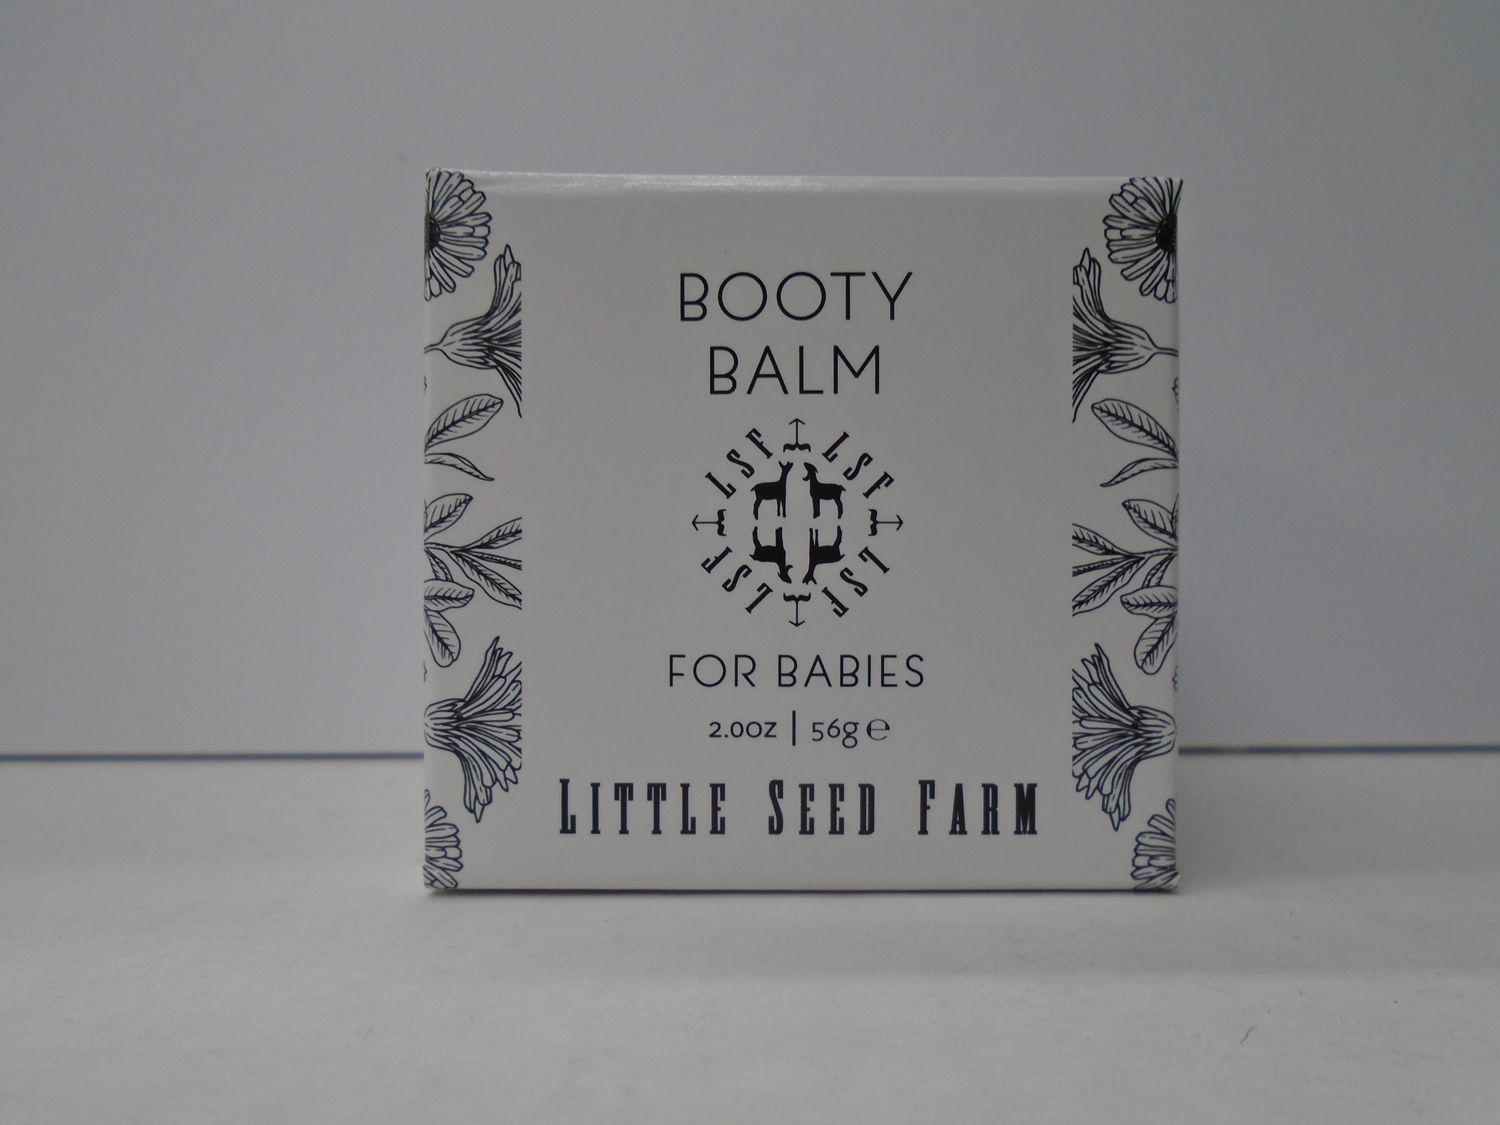 BOOTY
BALM
LSF LSF
LSF LSF
FOR BABIES
2.0OZ | 56g ℮
LITTLE SEED FARM